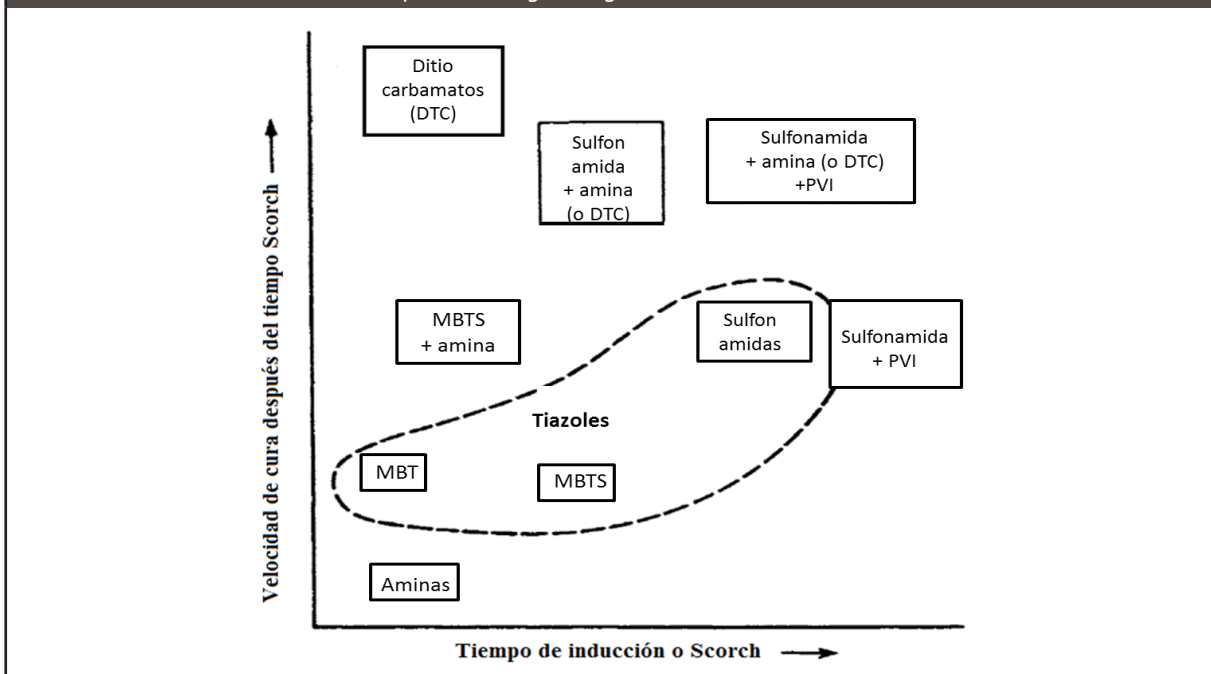 Ditio
carbamatos
(DTC)
Sulfon
amida
+ amina
(o DTC)
Sulfonamida
+ amina (o DTC)
+PVI
MBTS
+ amina
Sulfon
amidas
Sulfonamida
+ PVI
Tiazoles
MBT
MBTS
Aminas
Velocidad de cura después del tiempo Scorch
Tiempo de inducción o Scorch